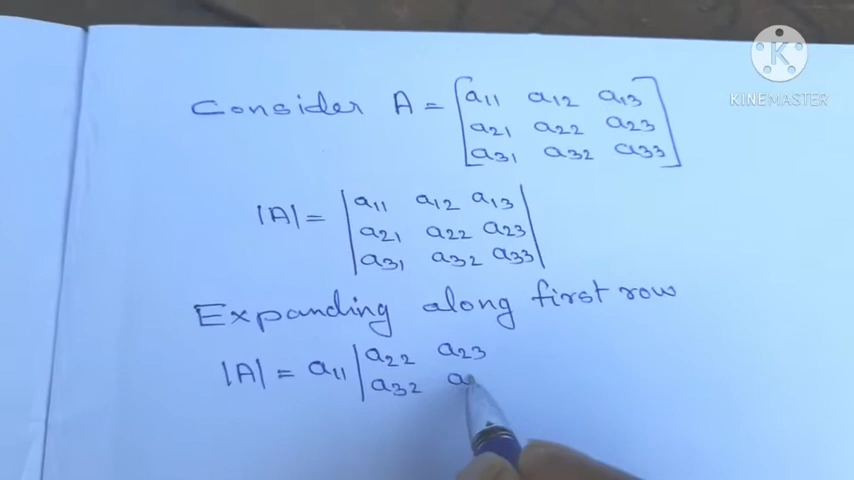 KINEMASTER
Consider A = [a11 a12 a13
a21 a22 a23
a31 a32 a33]
|A| = |a11 a12 a13
a21 a22 a23
a31 a32 a33|
Expanding along first row
|A| = a11 |a22 a23
a32 a